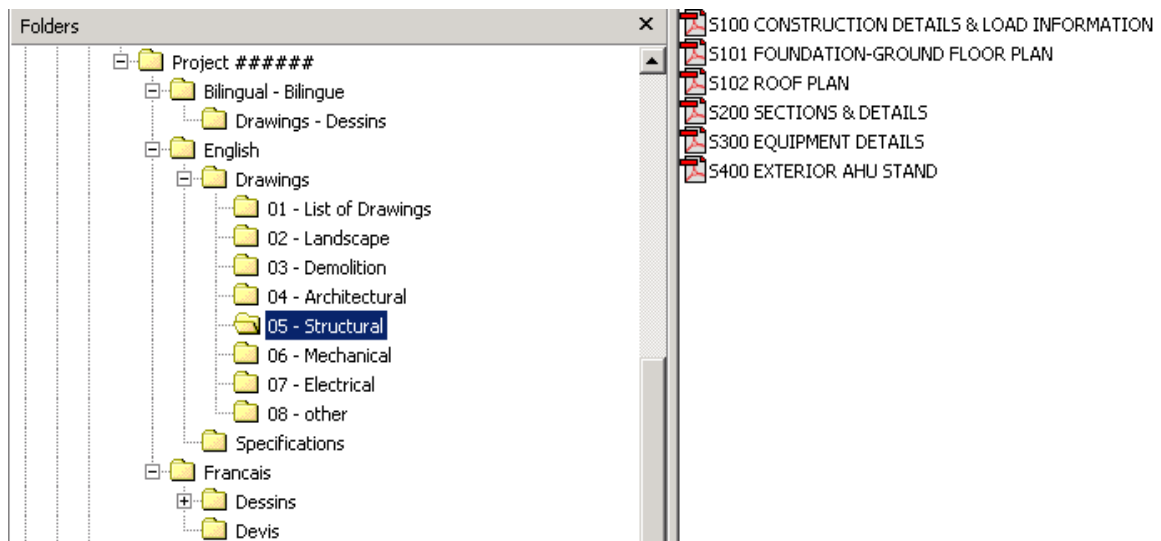 Folders
Project ######
Bilingual - Bilingue
Drawings - Dessins
English
Drawings
01 - List of Drawings
02 - Landscape
03 - Demolition
04 - Architectural
05 - Structural
06 - Mechanical
07 - Electrical
08 - other
Specifications
Francais
Dessins
Devis
S100 CONSTRUCTION DETAILS & LOAD INFORMATION
S101 FOUNDATION-GROUND FLOOR PLAN
S102 ROOF PLAN
S200 SECTIONS & DETAILS
S300 EQUIPMENT DETAILS
S400 EXTERIOR AHU STAND